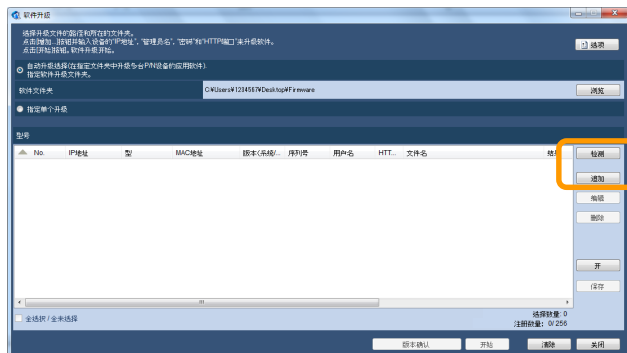 软件升级
选择升级文件的路径和所在的文件夹。
点击[增加...]按钮并输入设备的"IP地址", "管理员名", "密码"和"HTTP端口"来升级软件。
点击[开始]按钮, 软件升级开始。
选项
自动升级选择(在指定文件夹中升级多台P/N设备的应用软件).
指定软件升级文件夹。
软件文件夹
C:¥Users¥1234567¥Desktop¥Firmware
浏览
指定单个升级
型号
No. IP地址 型 MAC地址 版本(系统/... 序列号 用户名 HTT... 文件名 结果
检测
追加
编辑
删除
开
保存
全选択 / 全未选择
选择数量: 0
注册数量: 0/ 256
版本确认 开始 清除 关闭